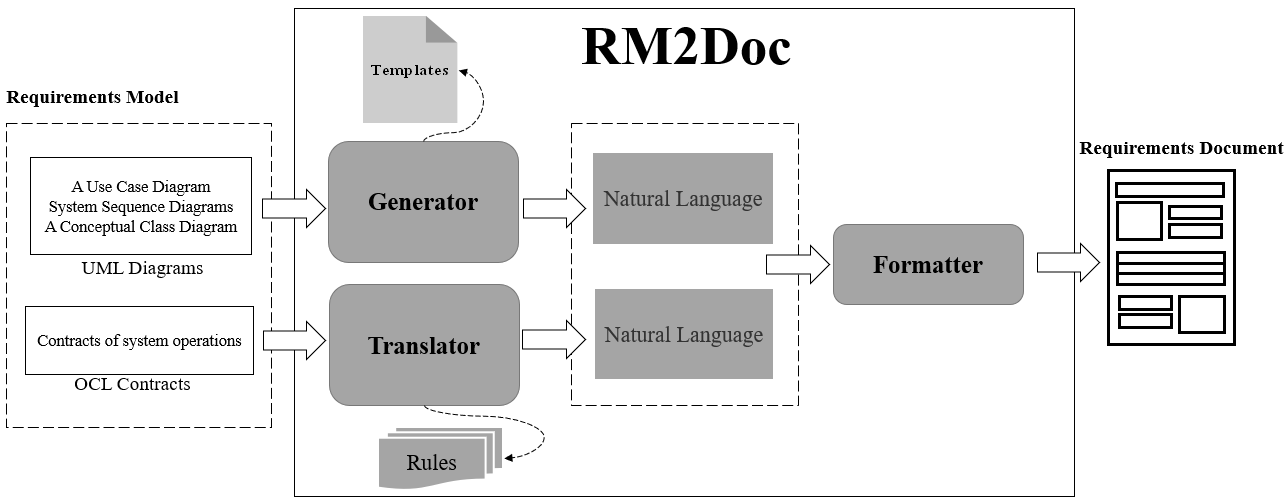 RM2Doc
Templates
Requirements Model
A Use Case Diagram
System Sequence Diagrams
A Conceptual Class Diagram
UML Diagrams
Contracts of system operations
OCL Contracts
Generator
Translator
Rules
Natural Language
Natural Language
Formatter
Requirements Document